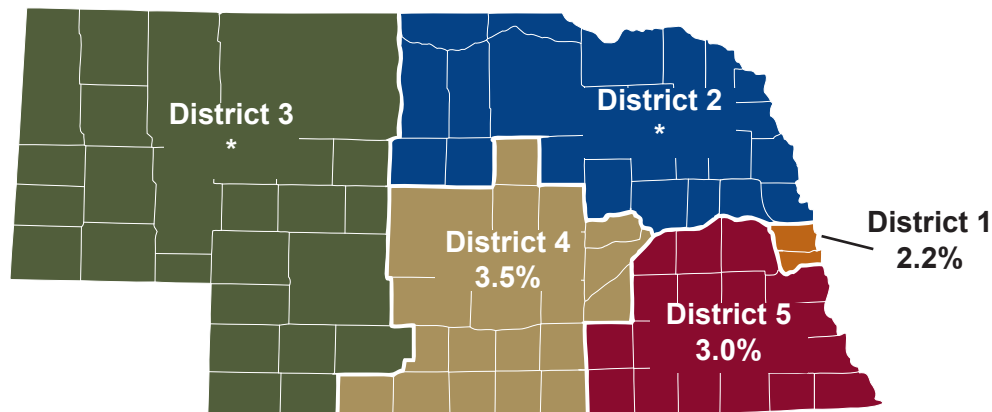 District 3
*
District 2
*
District 1
2.2%
District 4
3.5%
District 5
3.0%